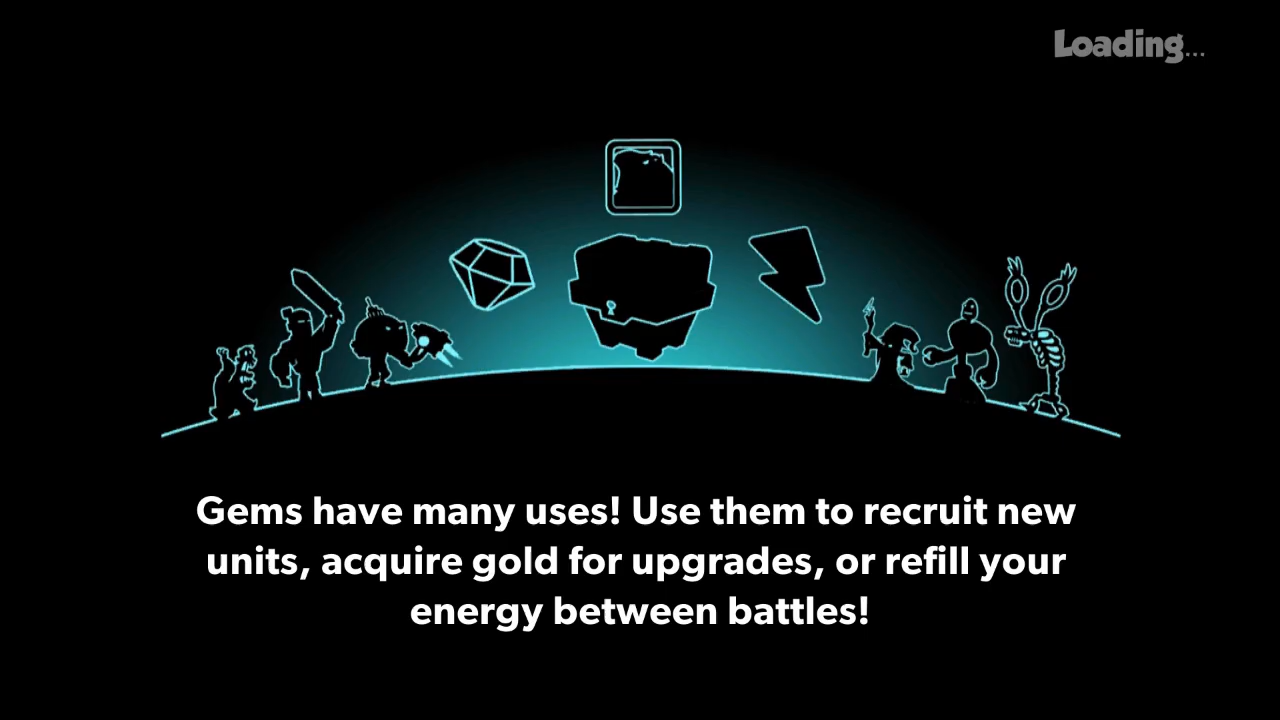 Loading...
Gems have many uses! Use them to recruit new
units, acquire gold for upgrades, or refill your
energy between battles!